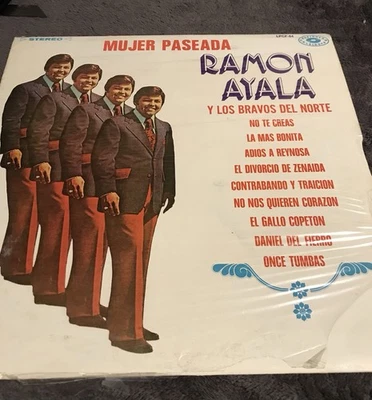 STEREO
MUJER PASEADA
RAMON
AYALA
Y LOS BRAVOS DEL NORTE
NO TE CREAS
LA MAS BONITA
ADIOS A REYNOSA
EL DIVORCIO DE ZENAIDA
CONTRABANDO Y TRAICION
NO NOS QUIEREN CORAZON
EL GALLO COPETON
DANIEL DEL FIERRO
ONCE TUMBAS